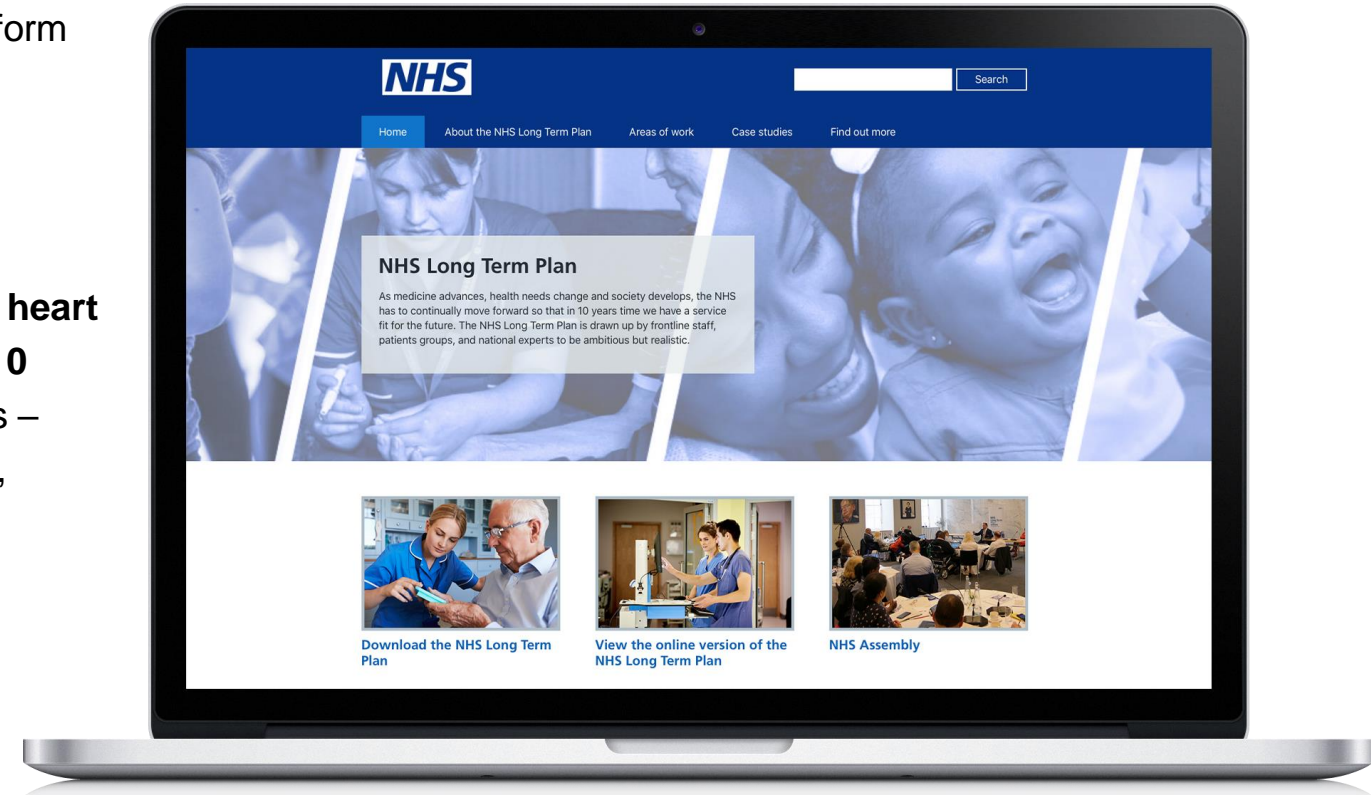 form
heart
0
s –
,
NHS
Search
Home About the NHS Long Term Plan Areas of work Case studies Find out more
NHS Long Term Plan
As medicine advances, health needs change and society develops, the NHS
has to continually move forward so that in 10 years time we have a service
fit for the future. The NHS Long Term Plan is drawn up by frontline staff,
patients groups, and national experts to be ambitious but realistic.
Download the NHS Long Term
Plan
View the online version of the
NHS Long Term Plan
NHS Assembly